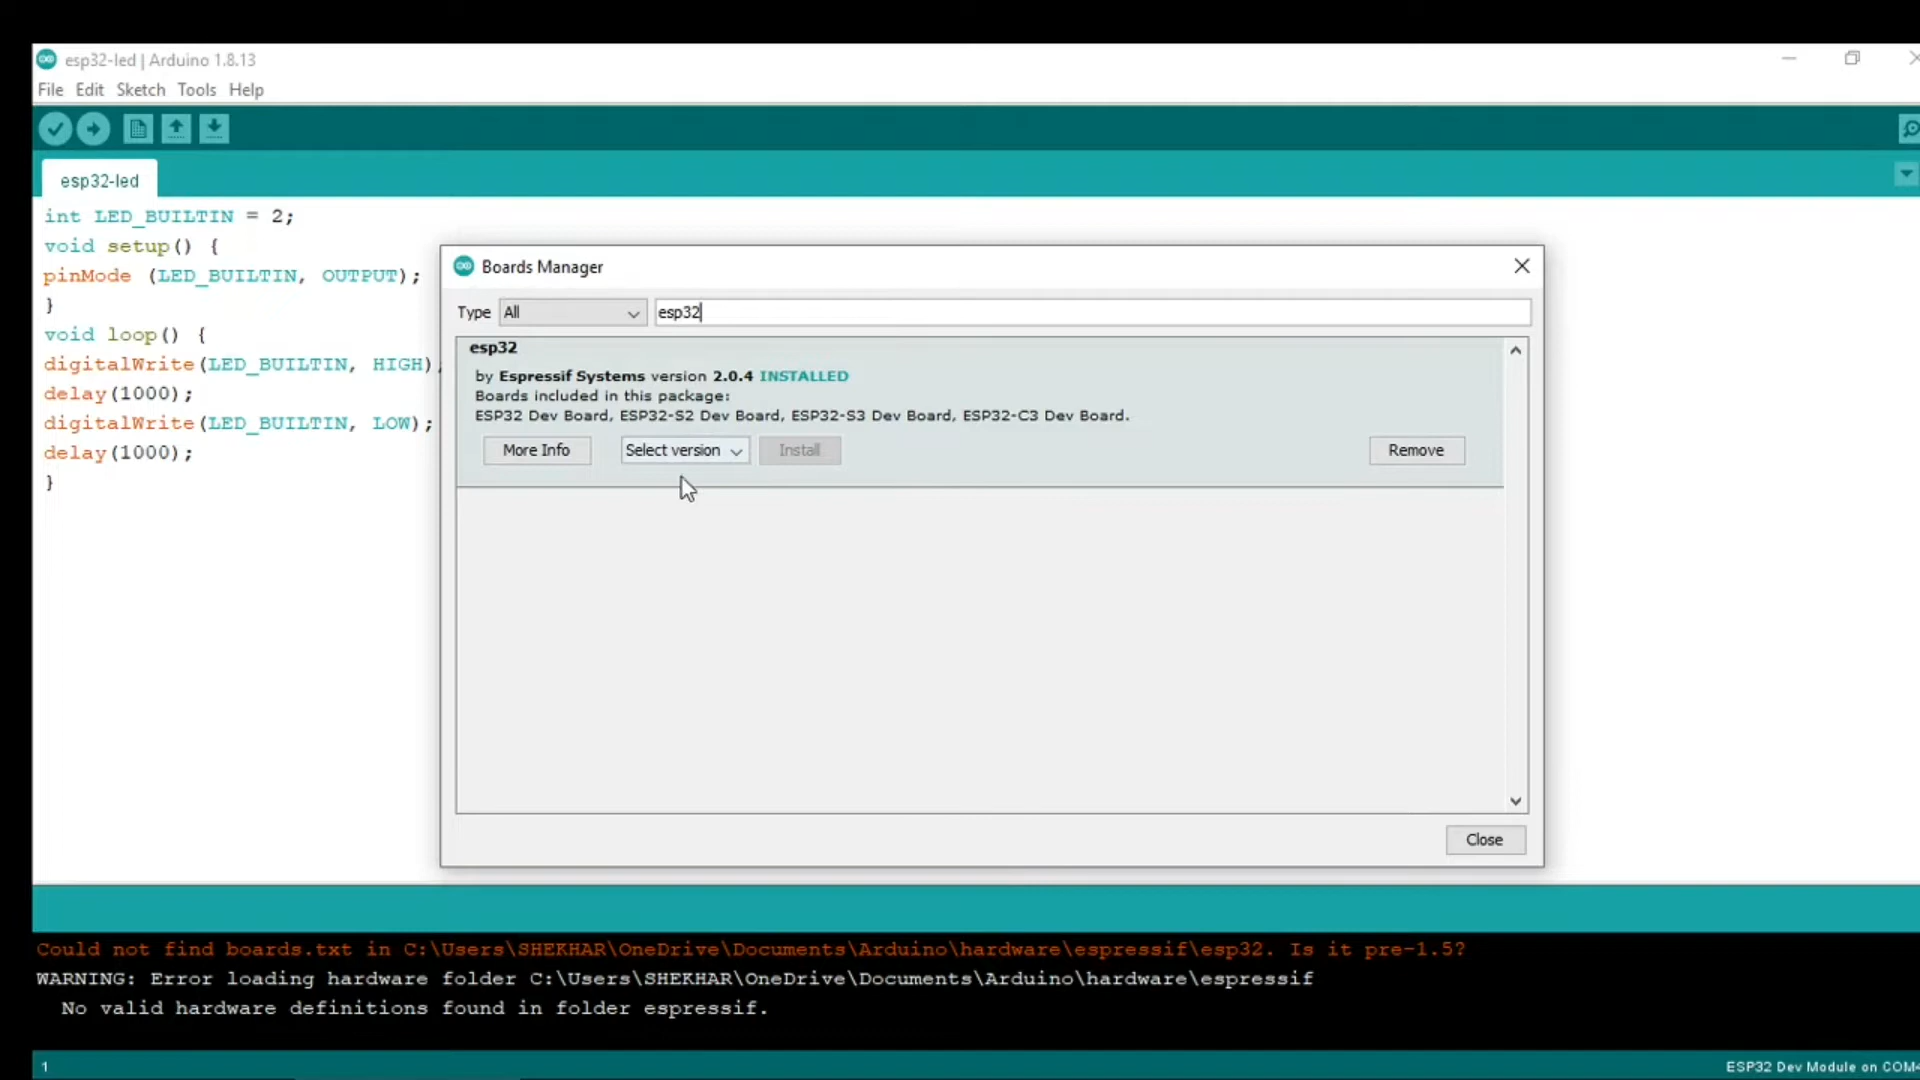 esp32-led | Arduino 1.8.13
File Edit Sketch Tools Help
esp32-led
int LED_BUILTIN = 2;
void setup() {
pinMode (LED_BUILTIN, OUTPUT);
}
void loop() {
digitalWrite(LED_BUILTIN, HIGH);
delay(1000);
digitalWrite(LED_BUILTIN, LOW);
delay(1000);
}
Boards Manager
Type All esp32
esp32
by Espressif Systems version 2.0.4 INSTALLED
Boards included in this package:
ESP32 Dev Board, ESP32-S2 Dev Board, ESP32-S3 Dev Board, ESP32-C3 Dev Board.
More Info Select version Install Remove
Close
Could not find boards.txt in C:\Users\SHEKHAR\OneDrive\Documents\Arduino\hardware\espressif\esp32. Is it pre-1.5?
WARNING: Error loading hardware folder C:\Users\SHEKHAR\OneDrive\Documents\Arduino\hardware\espressif
No valid hardware definitions found in folder espressif.
1 ESP32 Dev Module on COM4